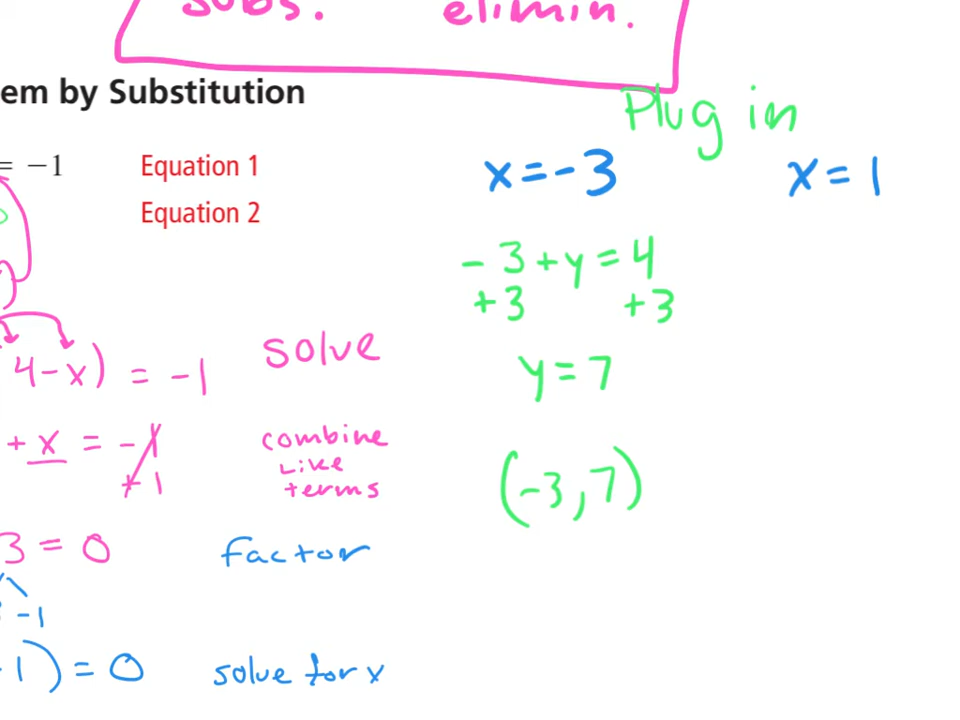 subs. elimin.
em by Substitution
Plug in
= −1 Equation 1
x = -3 x = 1
Equation 2
- 3 + y = 4
+3 +3
4 - x) = -1 solve
y = 7
+ x = -1 combine
like
+1 terms
(-3, 7)
3 = 0 factor
-1
1) = 0 solve for x